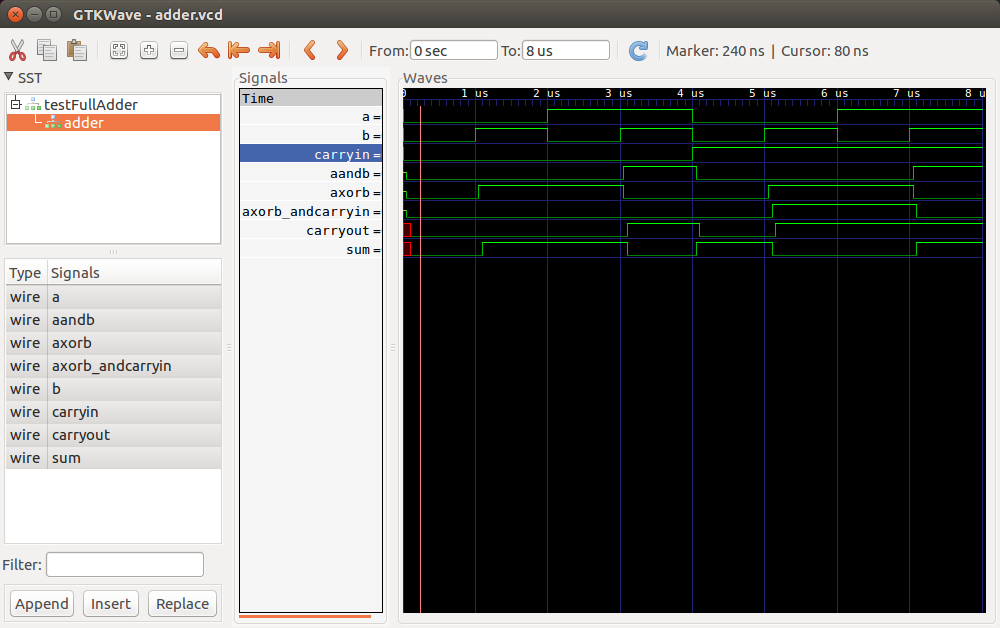 GTKWave - adder.vcd
From: 0 sec To: 8 us Marker: 240 ns | Cursor: 80 ns
SST
testFullAdder
adder
Type Signals
wire a
wire aandb
wire axorb
wire axorb_andcarryin
wire b
wire carryin
wire carryout
wire sum
Filter:
Append Insert Replace
Signals
Time
a =
b =
carryin =
aandb =
axorb =
axorb_andcarryin =
carryout =
sum =
Waves
0 1 us 2 us 3 us 4 us 5 us 6 us 7 us 8 u